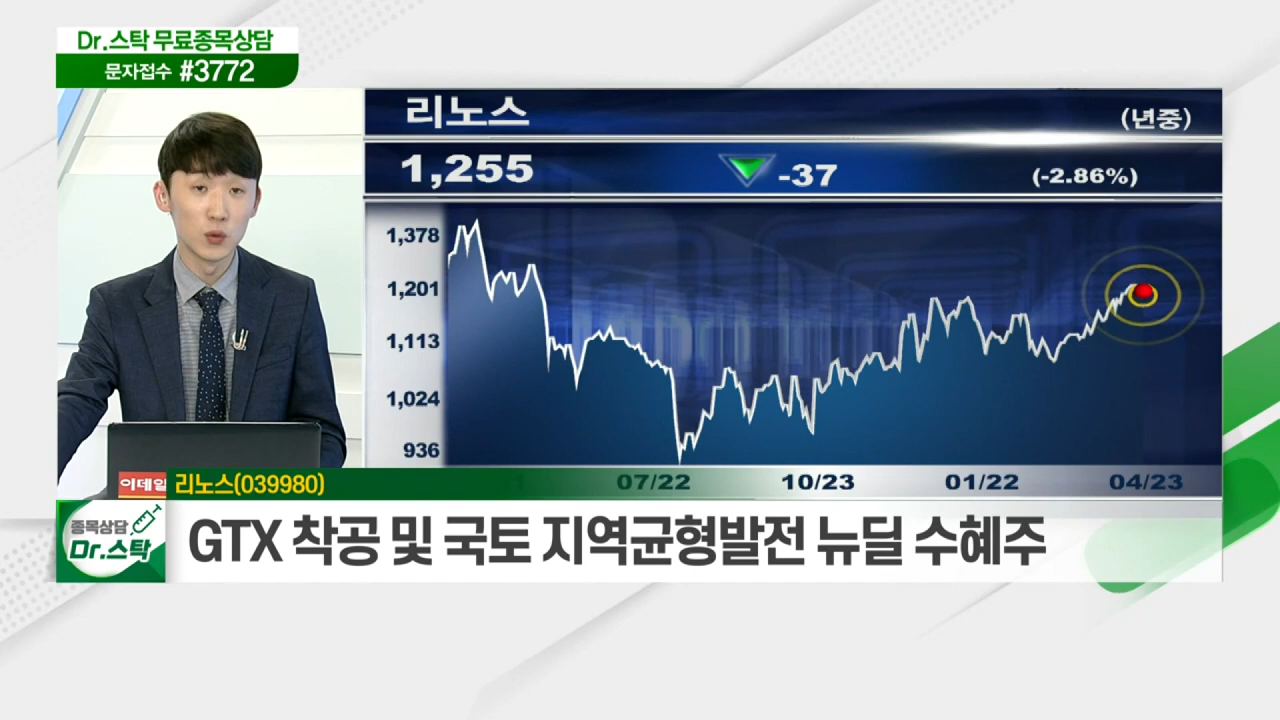 Dr.스탁 무료종목상담
문자접수 #3772
리노스
(년중)
1,255
-37
(-2.86%)
1,378
1,201
1,113
1,024
936
07/22
10/23
01/22
04/23
이데일
리노스(039980)
종목상담
Dr.스탁
GTX 착공 및 국토 지역균형발전 뉴딜 수혜주